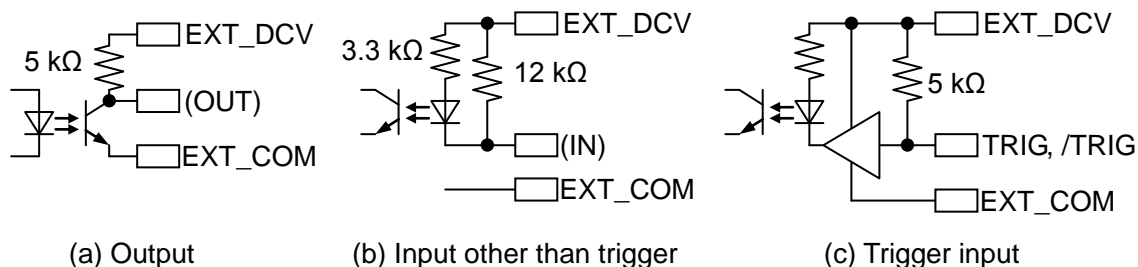 EXT_DCV
5 kΩ
(OUT)
EXT_COM
(a) Output
EXT_DCV
3.3 kΩ
12 kΩ
(IN)
EXT_COM
(b) Input other than trigger
EXT_DCV
5 kΩ
TRIG, /TRIG
EXT_COM
(c) Trigger input